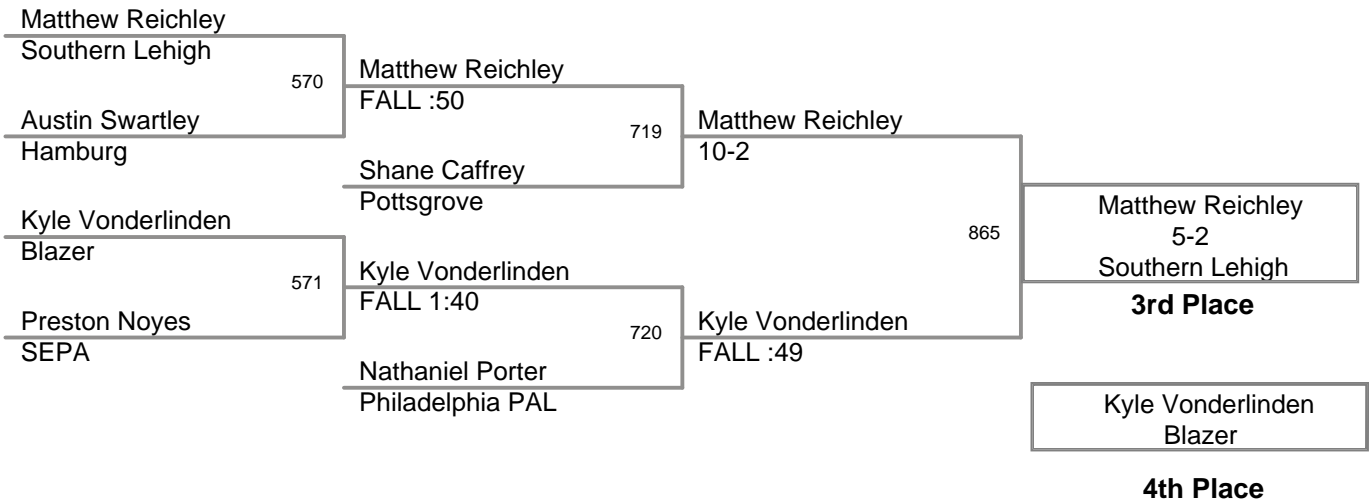 Matthew Reichley
Southern Lehigh
570
Matthew Reichley
FALL :50
Austin Swartley
Hamburg
719
Matthew Reichley
10-2
Shane Caffrey
Pottsgrove
Kyle Vonderlinden
Blazer
865
Matthew Reichley
5-2
Southern Lehigh
3rd Place
571
Kyle Vonderlinden
FALL 1:40
Preston Noyes
SEPA
720
Kyle Vonderlinden
FALL :49
Nathaniel Porter
Philadelphia PAL
Kyle Vonderlinden
Blazer
4th Place